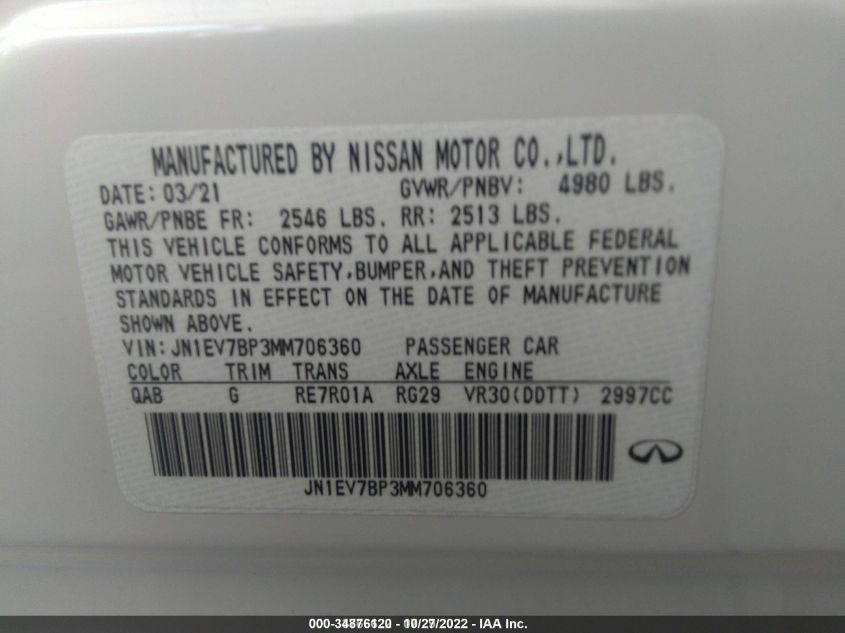 MANUFACTURED BY NISSAN MOTOR CO.,LTD.
DATE: 03/21 GVWR/PNBV: 4980 LBS.
GAWR/PNBE FR: 2546 LBS. RR: 2513 LBS.
THIS VEHICLE CONFORMS TO ALL APPLICABLE FEDERAL
MOTOR VEHICLE SAFETY,BUMPER,AND THEFT PREVENTION
STANDARDS IN EFFECT ON THE DATE OF MANUFACTURE
SHOWN ABOVE.
VIN: JN1EV7BP3MM706360 PASSENGER CAR
COLOR TRIM TRANS AXLE ENGINE
QAB G RE7R01A RG29 VR30(DDTT) 2997CC
JN1EV7BP3MM706360
10/27/2022 - IAA Inc.